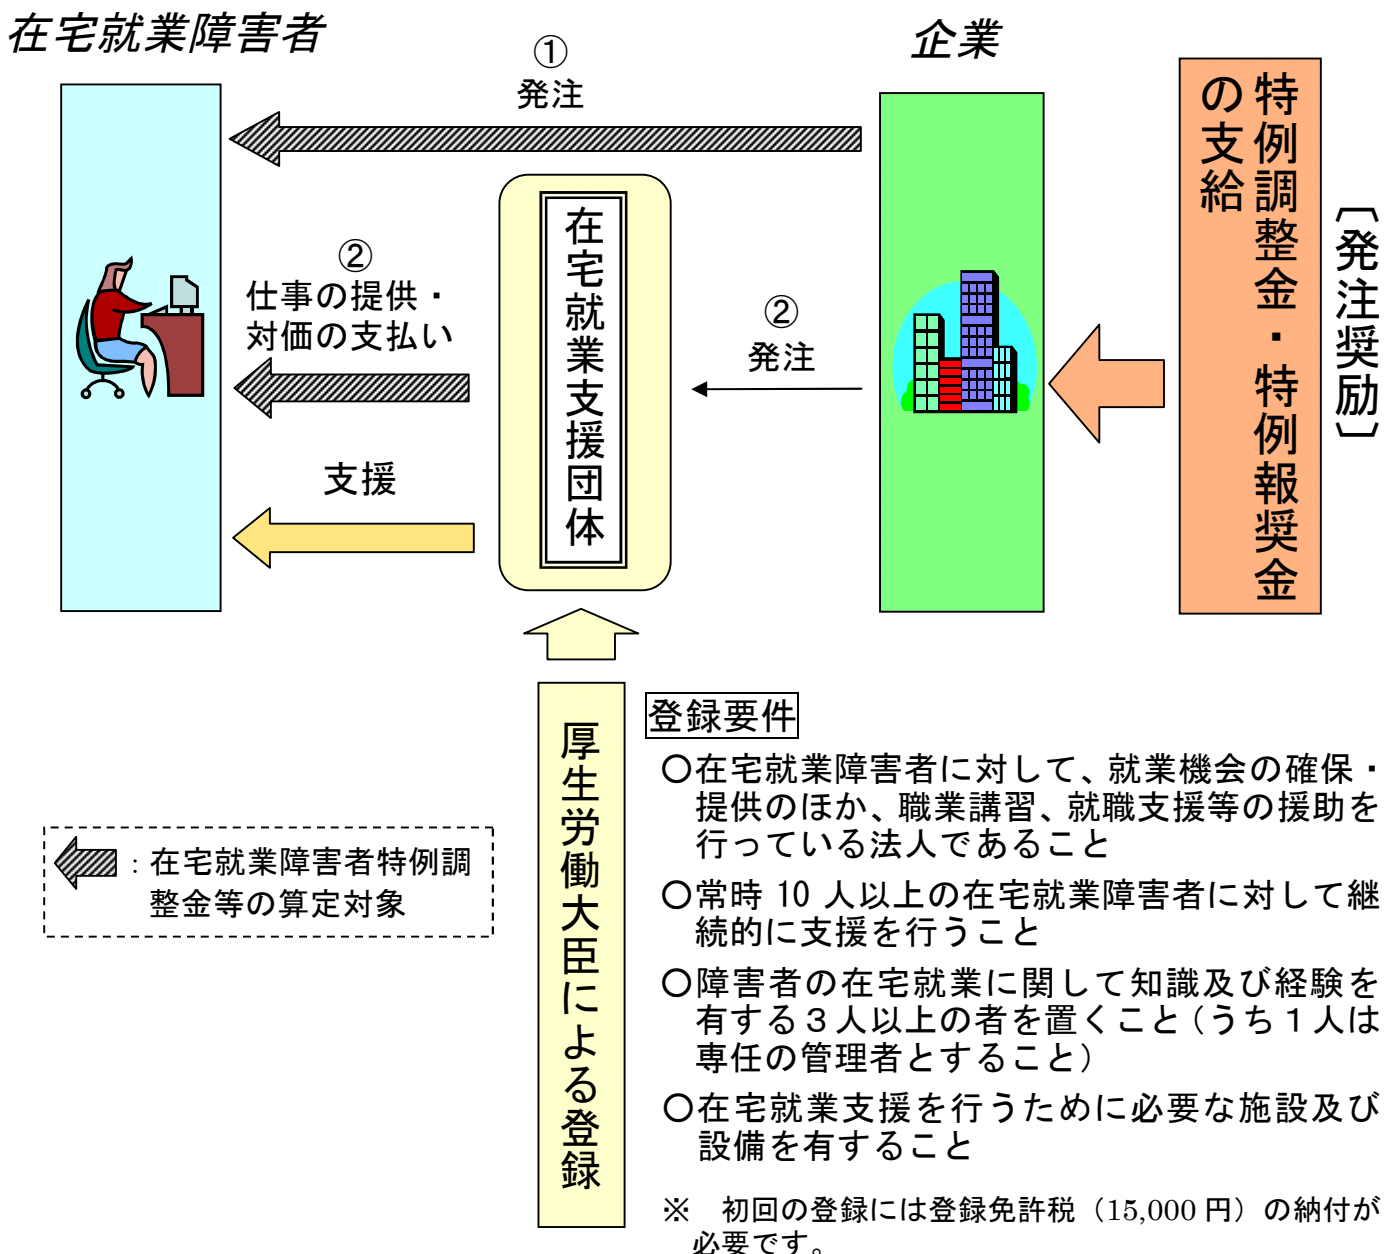 在宅就業障害者
企業
①
発注
特例調整金・特例報奨金
の支給
〔発注奨励〕
在宅就業支援団体
②
仕事の提供・
対価の支払い
②
発注
支援
厚生労働大臣による登録
登録要件
〇在宅就業障害者に対して、就業機会の確保・
提供のほか、職業講習、就職支援等の援助を
行っている法人であること
〇常時 10 人以上の在宅就業障害者に対して継
続的に支援を行うこと
〇障害者の在宅就業に関して知識及び経験を
有する３人以上の者を置くこと（うち１人は
専任の管理者とすること）
〇在宅就業支援を行うために必要な施設及び
設備を有すること
※　初回の登録には登録免許税（15,000 円）の納付が
必要です。
：在宅就業障害者特例調
整金等の算定対象